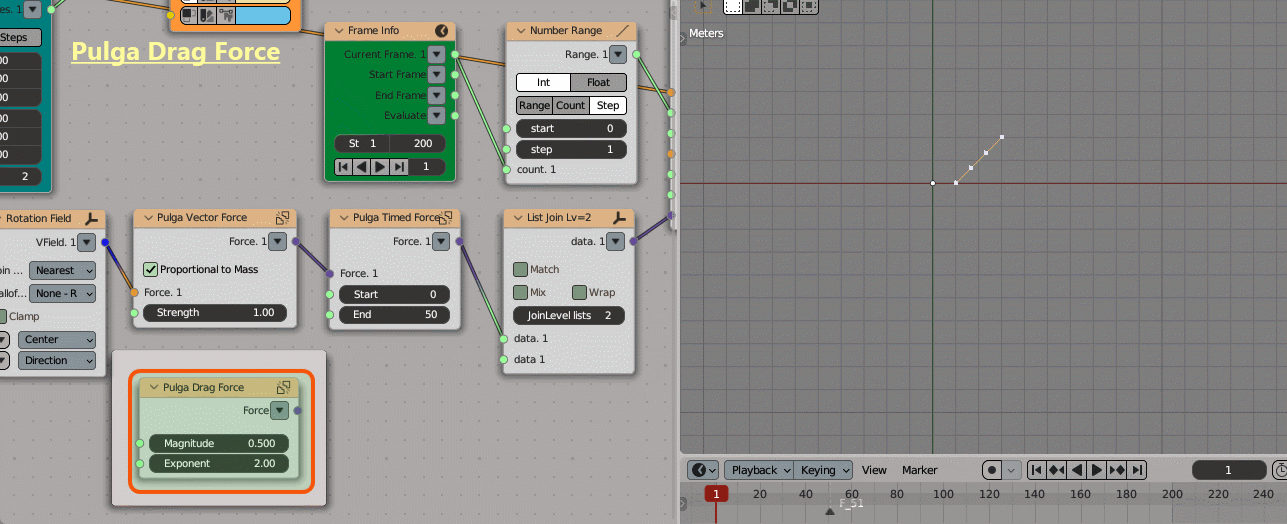 es. 1
Steps
00
00
00
00
00
00
2
Pulga Drag Force
Frame Info
Current Frame. 1
Start Frame
End Frame
Evaluate
St 1 200
1
Number Range
Range. 1
Int Float
Range Count Step
start 0
step 1
count. 1
Rotation Field
VField. 1
oin ... Nearest
allof... None - R
Clamp
Center
Direction
Pulga Vector Force
Force. 1
Proportional to Mass
Force. 1
Strength 1.00
Pulga Timed Force
Force. 1
Force. 1
Start 0
End 50
List Join Lv=2
data. 1
Match
Mix Wrap
JoinLevel lists 2
data. 1
data 1
Pulga Drag Force
Force
Magnitude 0.500
Exponent 2.00
Meters
Playback Keying View Marker 1
1 20 40 60 80 100 120 140 160 180 200 220 240
F_51